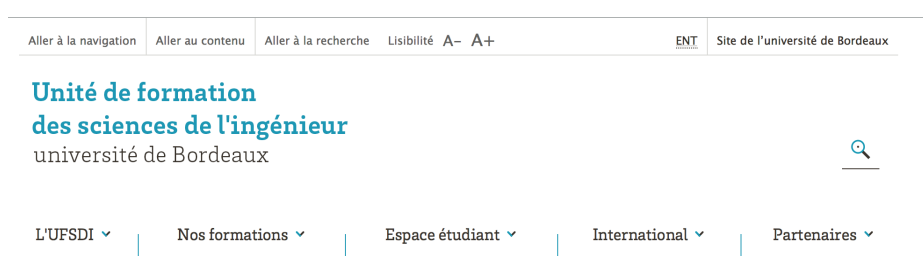 Aller à la navigation Aller au contenu Aller à la recherche Lisibilité A- A+ ENT Site de l'université de Bordeaux
Unité de formation
des sciences de l'ingénieur
université de Bordeaux
L'UFSDI Nos formations Espace étudiant International Partenaires